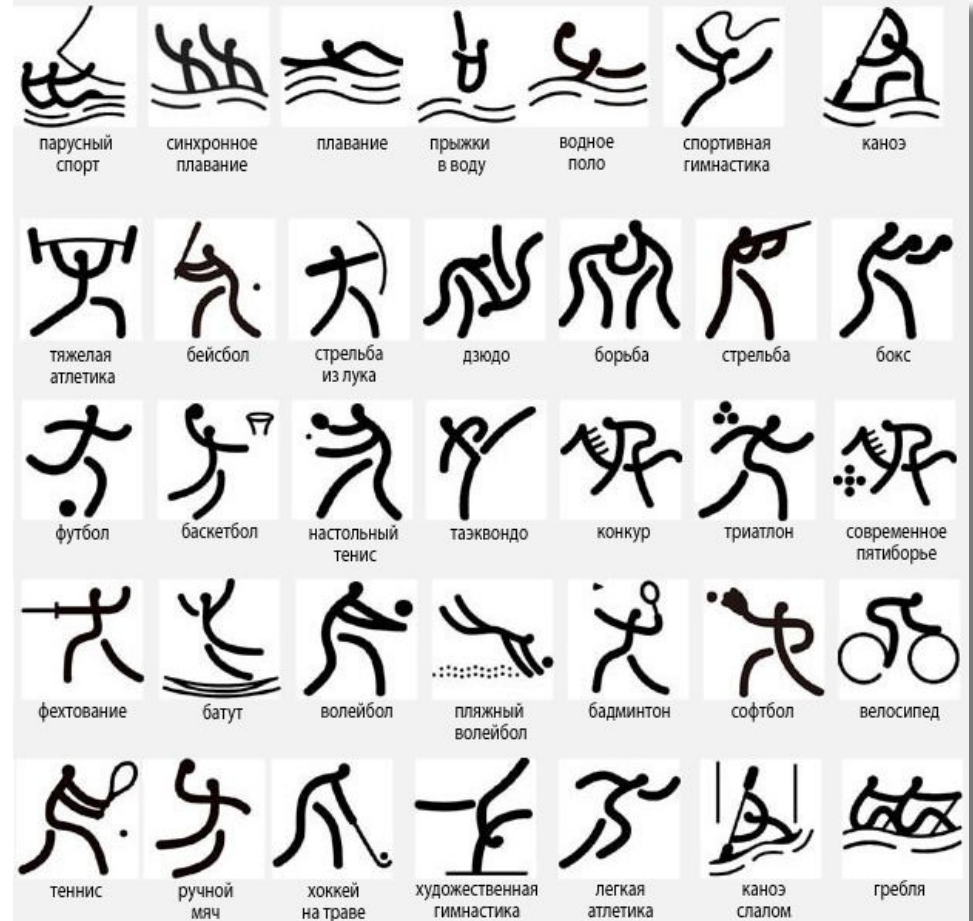 парусный
спорт
синхронное
плавание
плавание
прыжки
в воду
водное
поло
спортивная
гимнастика
каноэ
тяжелая
атлетика
бейсбол
стрельба
из лука
дзюдо
борьба
стрельба
бокс
футбол
баскетбол
настольный
тенис
таэквондо
конкур
триатлон
современное
пятиборье
фехтование
батут
волейбол
пляжный
волейбол
бадминтон
софтбол
велосипед
теннис
ручной
мяч
хоккей
на траве
художественная
гимнастика
легкая
атлетика
каноэ
слалом
гребля